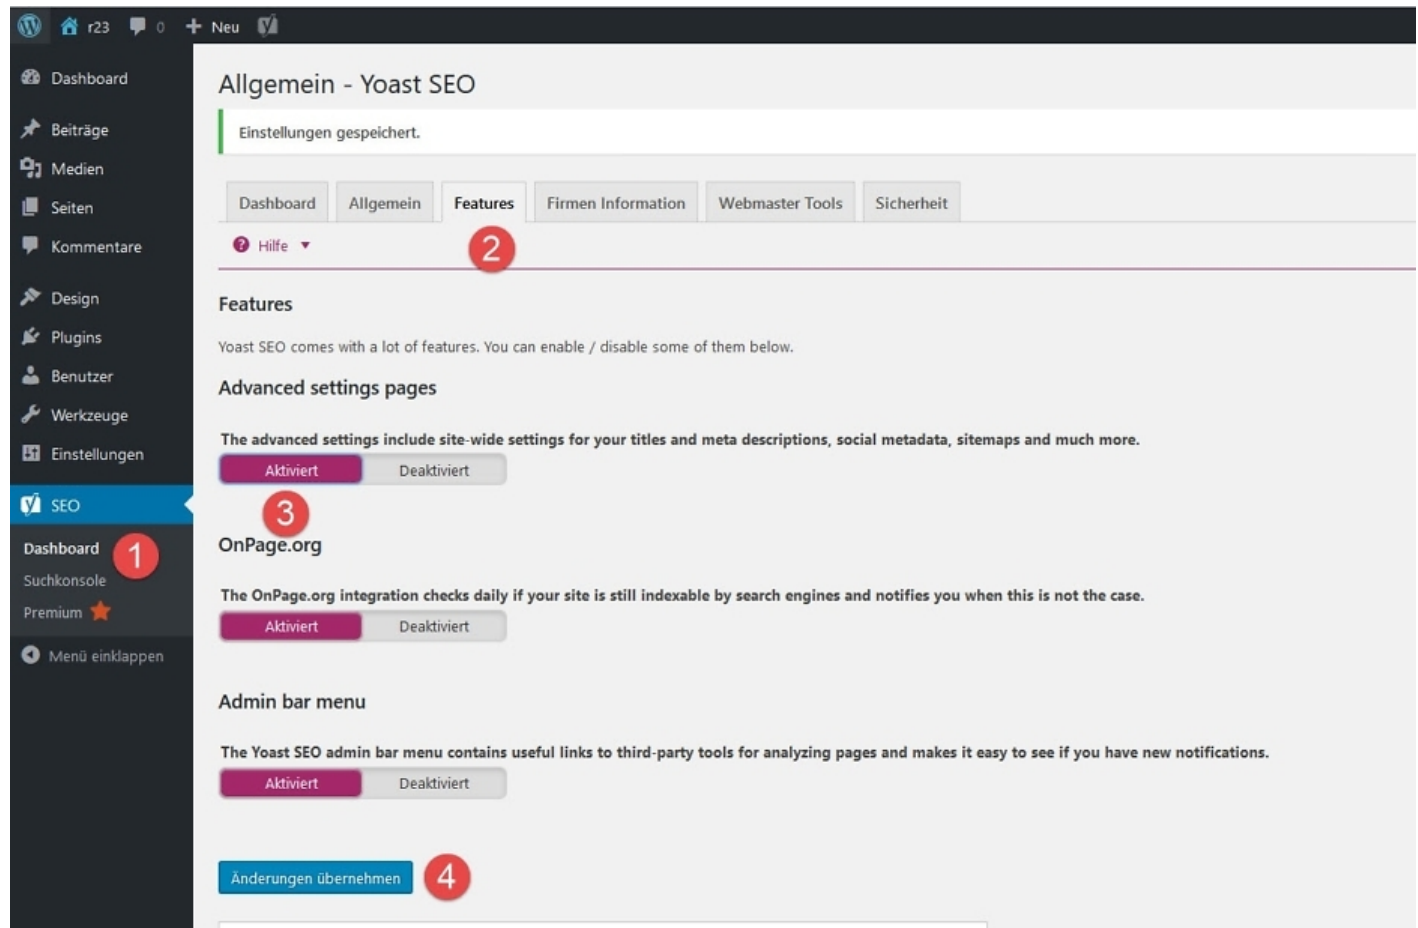 r23 0 Neu
Dashboard
Beiträge
Medien
Seiten
Kommentare
Design
Plugins
Benutzer
Werkzeuge
Einstellungen
SEO
Dashboard 1
Suchkonsole
Premium
Menü einklappen
Allgemein - Yoast SEO
Einstellungen gespeichert.
Dashboard Allgemein Features Firmen Information Webmaster Tools Sicherheit
? Hilfe
2
Features
Yoast SEO comes with a lot of features. You can enable / disable some of them below.
Advanced settings pages
The advanced settings include site-wide settings for your titles and meta descriptions, social metadata, sitemaps and much more.
Aktiviert Deaktiviert
3
OnPage.org
The OnPage.org integration checks daily if your site is still indexable by search engines and notifies you when this is not the case.
Aktiviert Deaktiviert
Admin bar menu
The Yoast SEO admin bar menu contains useful links to third-party tools for analyzing pages and makes it easy to see if you have new notifications.
Aktiviert Deaktiviert
Änderungen übernehmen 4